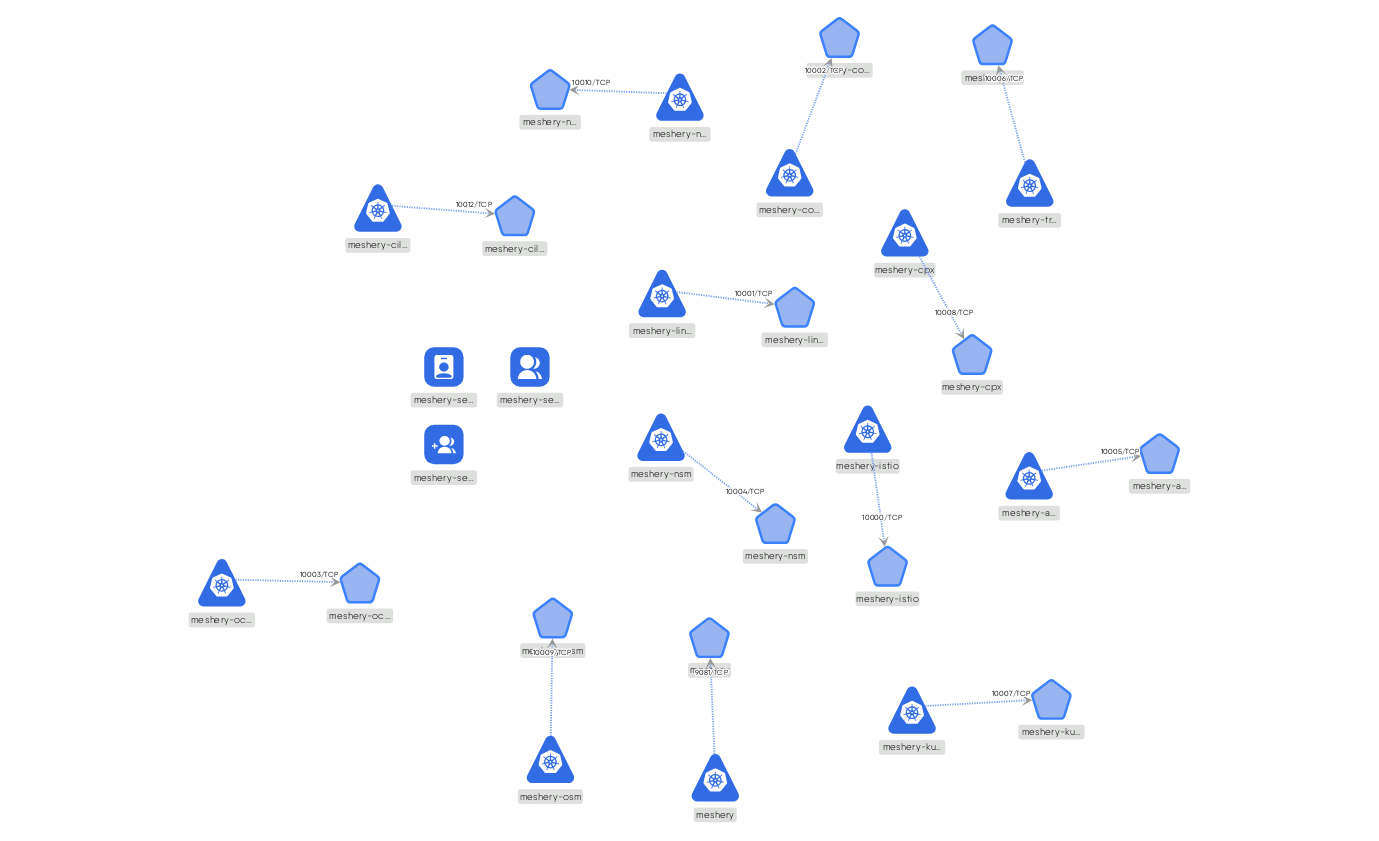 10002/TCP
-co...
10006/TCP
10010/TCP
meshery-n...
meshery-n...
meshery-co...
meshery-tr...
10012/TCP
meshery-cil...
meshery-cil...
meshery-cpx
10008/TCP
meshery-cpx
10001/TCP
meshery-lin...
meshery-lin...
meshery-se...
meshery-se...
meshery-se...
meshery-nsm
10004/TCP
meshery-nsm
meshery-istio
10000/TCP
meshery-istio
10005/TCP
meshery-a...
meshery-a...
10003/TCP
meshery-oc...
meshery-oc...
10009/TCP
meshery-osm
9081/TCP
meshery
10007/TCP
meshery-ku...
meshery-ku...